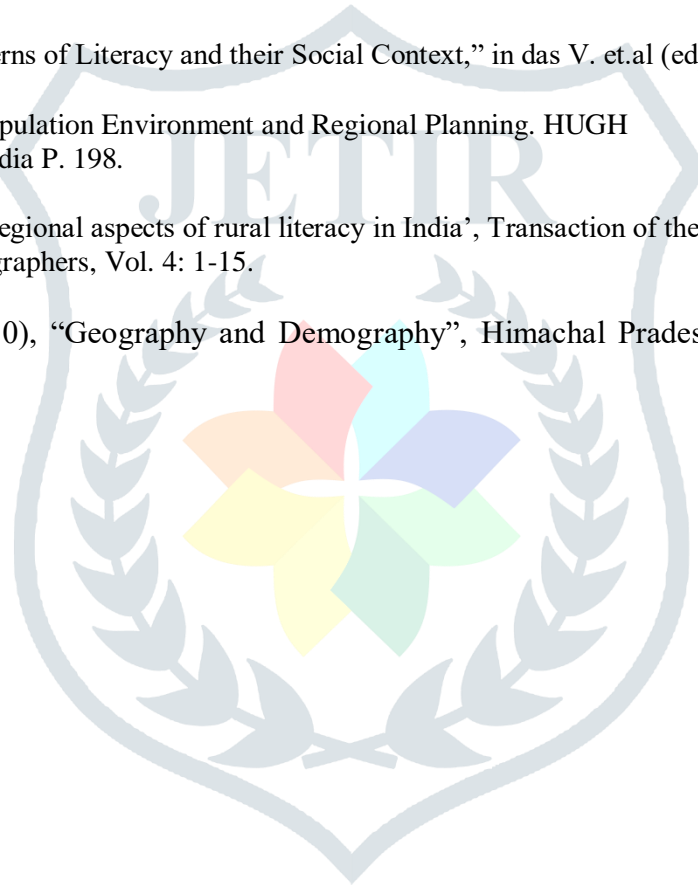 erns of Literacy and their Social Context,” in das V. et.al (ed
pulation Environment and Regional Planning. HUGH
dia P. 198.
egional aspects of rural literacy in India’, Transaction of the
graphers, Vol. 4: 1-15.
0), “Geography and Demography”, Himachal Prades
JETIR